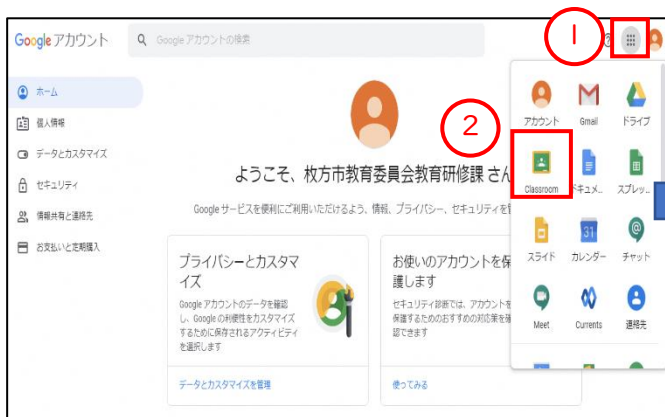 Google アカウント
Google アカウントの検索
1
ホーム
個人情報
データとカスタマイズ
セキュリティ
情報共有と連絡先
お支払いと定期購入
2
ようこそ、枚方市教育委員会教育研修課 さん
Google サービスを便利にご利用いただけるよう、情報、プライバシー、セキュリティを
プライバシーとカスタマ
イズ
Google アカウントのデータを確認
し、Google の利便性をカスタマイズ
するために保存されるアクティビティ
を選択します
データとカスタマイズを管理
お使いのアカウントを保
護します
セキュリティ診断では、アカウントを
保護するためのおすすめの対応策を確
認できます
使ってみる
アカウント
Gmail
ドライブ
Classroom
ドキュメ...
スプレッ...
スライド
31
カレンダー
チャット
Meet
Currents
連絡先